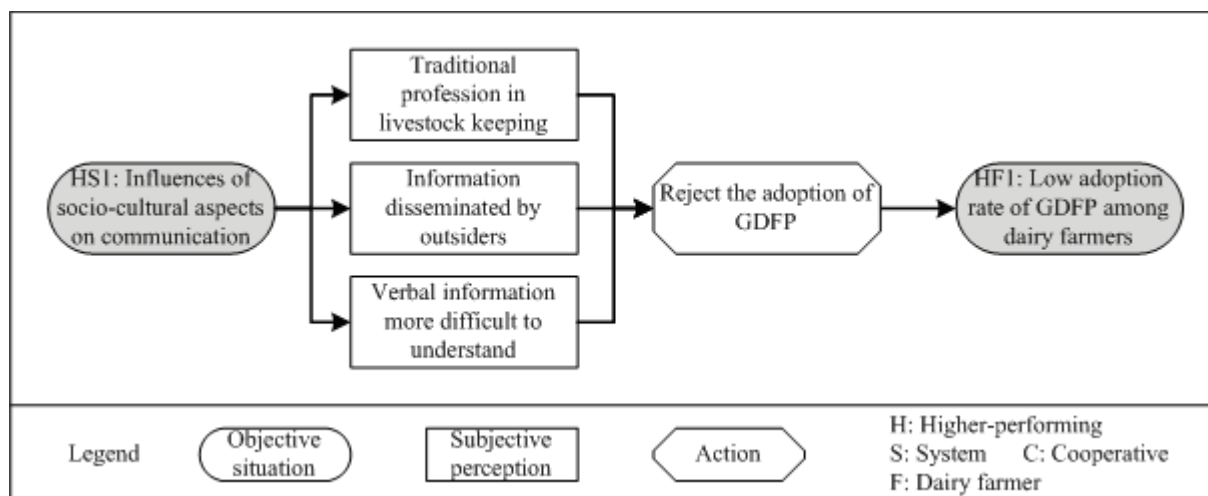 Traditional
profession in
livestock keeping
HS1: Influences of
socio-cultural aspects
on communication
Information
disseminated by
outsiders
Verbal information
more difficult to
understand
Reject the adoption of
GDFP
HF1: Low adoption
rate of GDFP among
dairy farmers
Legend
Objective
situation
Subjective
perception
Action
H: Higher-performing
S: System C: Cooperative
F: Dairy farmer